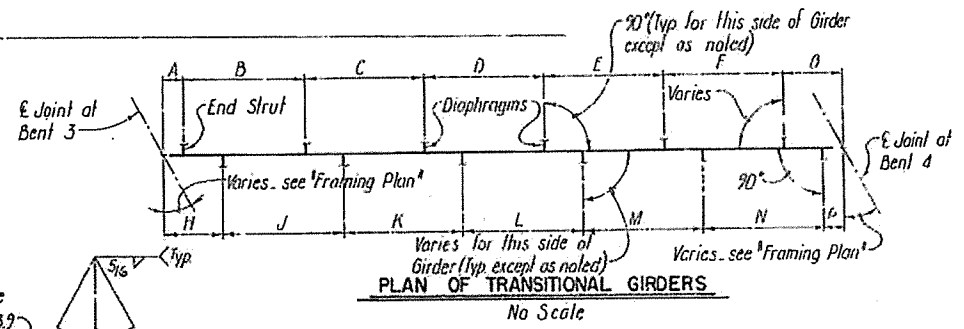 90°(Typ. for this side of Girder
except as noted)
A B C D E F O
℄ Joint at
Bent 3
End Strut
Diaphragms
Varies
℄ Joint at
Bent 4
Varies - see "Framing Plan"
90°
H J K L M N P
Varies for this side of
Girder (Typ. except as noted)
Varies - see "Framing Plan"
5/16 Typ.
PLAN OF TRANSITIONAL GIRDERS
No Scale